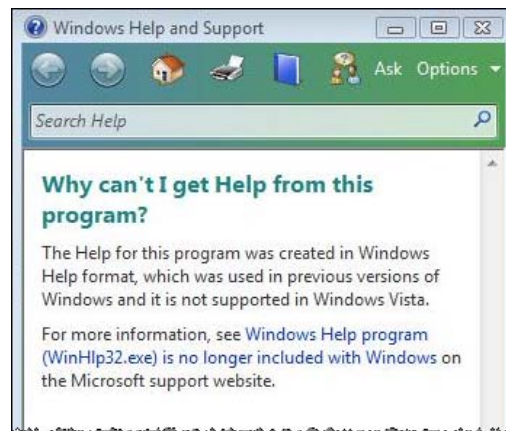 Windows Help and Support
Ask Options
Search Help
Why can't I get Help from this
program?
The Help for this program was created in Windows
Help format, which was used in previous versions of
Windows and it is not supported in Windows Vista.
For more information, see Windows Help program
(WinHlp32.exe) is no longer included with Windows on
the Microsoft support website.